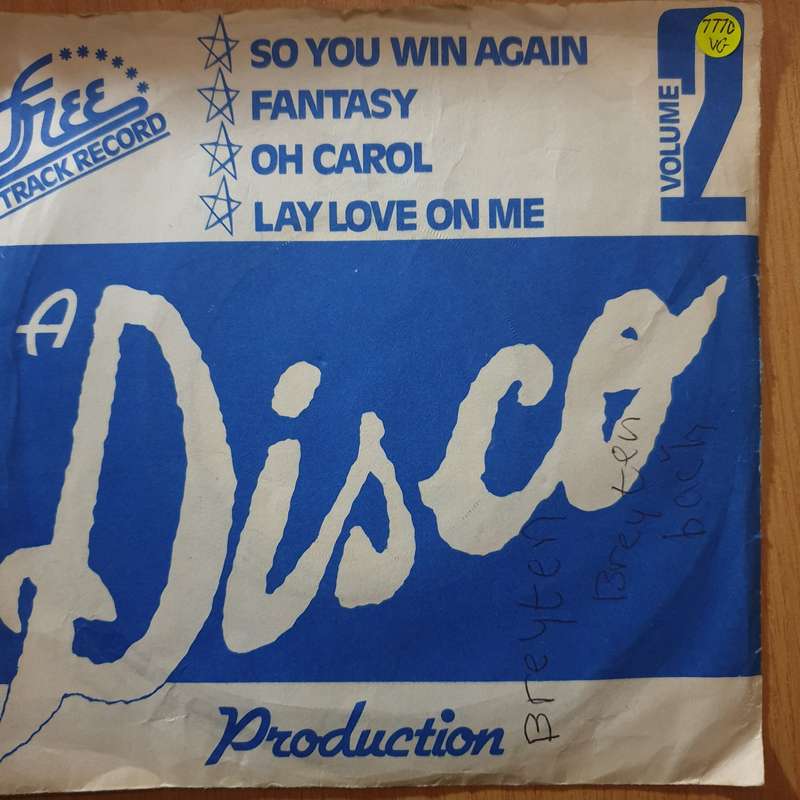 Free
TRACK RECORD
SO YOU WIN AGAIN
FANTASY
OH CAROL
LAY LOVE ON ME
VOLUME
2
7770
VG
A
Disco
Production
Breyten
Breyten
bach